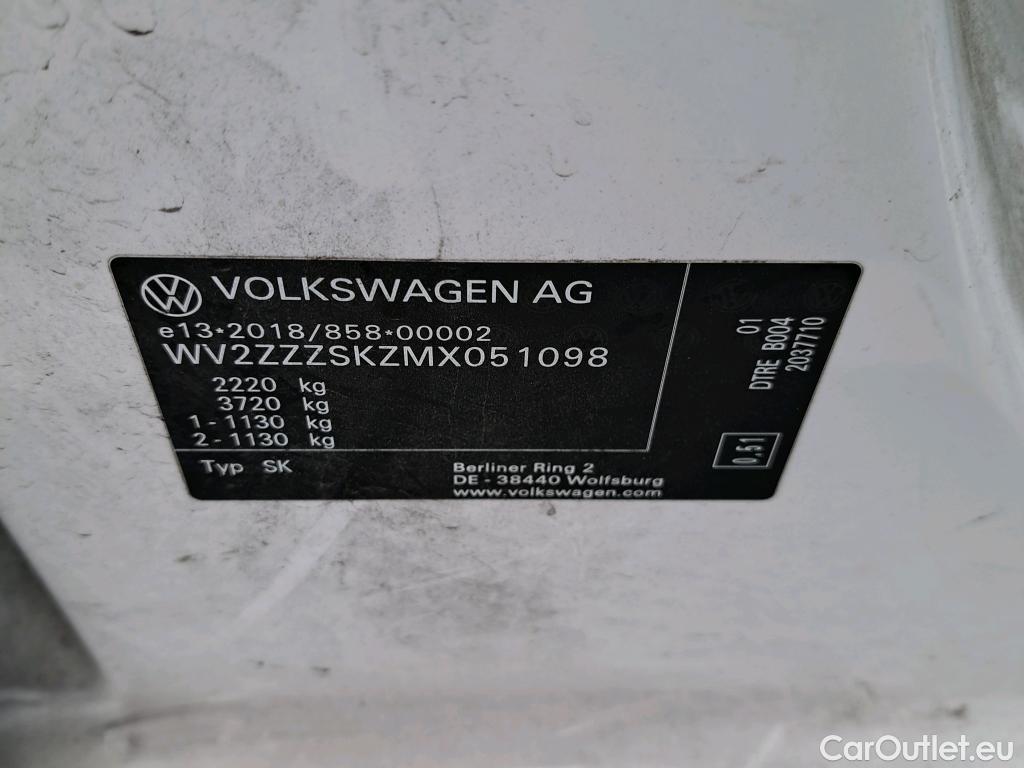 VOLKSWAGEN AG
e13*2018/858*00002
WV2ZZZSKZMX051098
2220 kg
3720 kg
1-1130 kg
2-1130 kg
Typ SK
Berliner Ring 2
DE-38440 Wolfsburg
www.volkswagen.com
01
DTRE B004
2037710
0.51
CarOutlet.eu